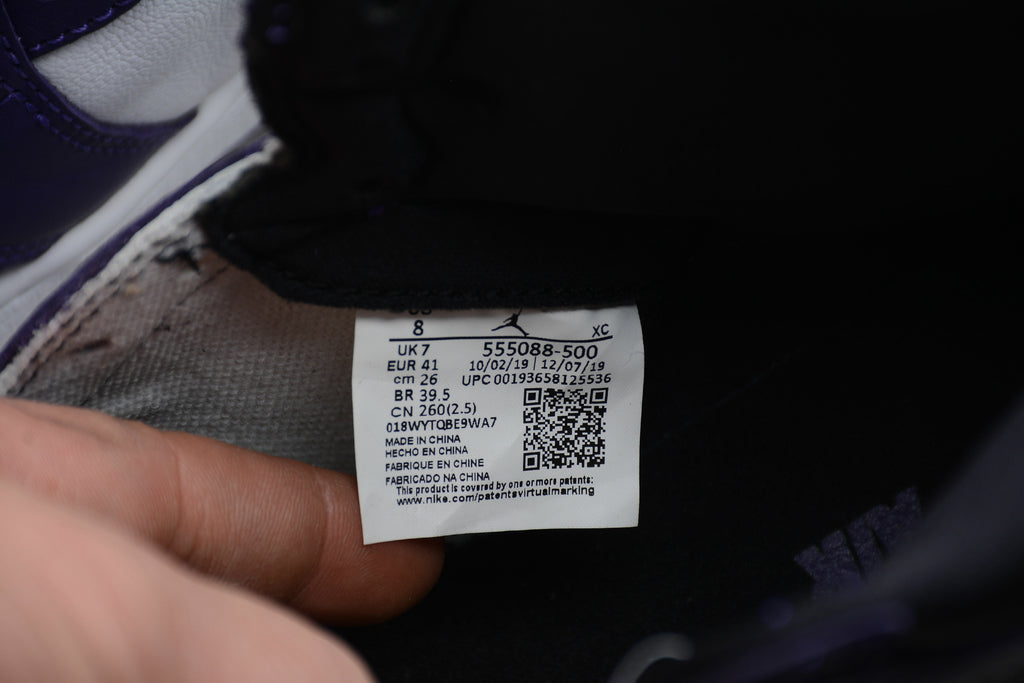 8
XC
UK 7
555088-500
EUR 41
10/02/19 | 12/07/19
cm 26
UPC 00193658125536
BR 39.5
CN 260(2.5)
018WYTQBE9WA7
MADE IN CHINA
HECHO EN CHINA
FABRIQUE EN CHINE
FABRICADO NA CHINA
This product is covered by one or more patents:
www.nike.com/patentsvirtualmarking